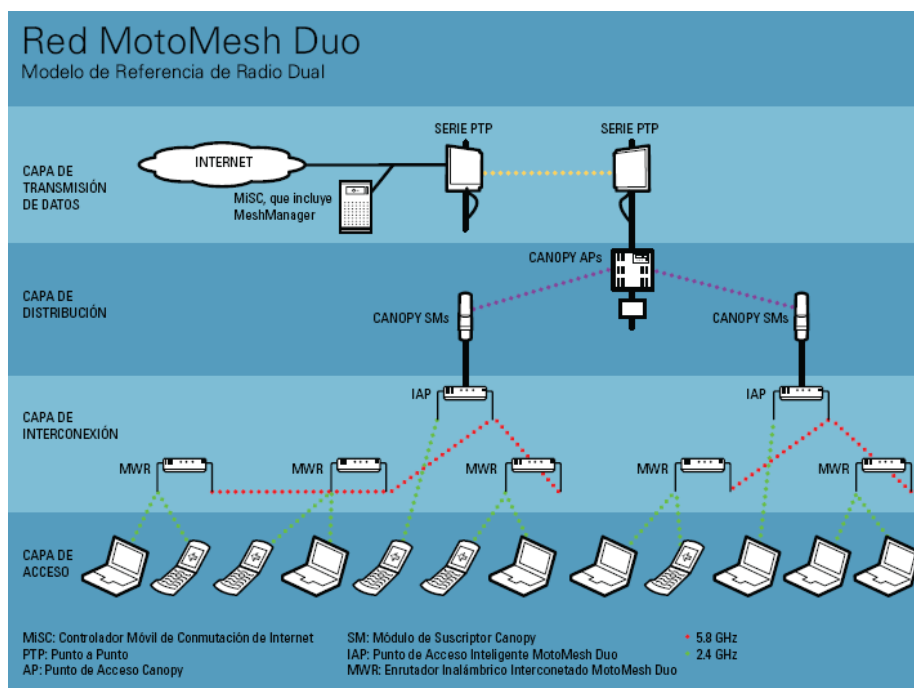 Red MotoMesh Duo
Modelo de Referencia de Radio Dual
SERIE PTP
SERIE PTP
INTERNET
CAPA DE
TRANSMISIÓN
DE DATOS
MiSC, que incluye
MeshManager
CANOPY APs
CAPA DE
DISTRIBUCIÓN
CANOPY SMs
CANOPY SMs
IAP
IAP
CAPA DE
INTERCONEXIÓN
MWR
MWR
MWR
MWR
MWR
CAPA DE
ACCESO
MiSC: Controlador Móvil de Conmutación de Internet
PTP: Punto a Punto
AP: Punto de Acceso Canopy
SM: Módulo de Suscriptor Canopy
IAP: Punto de Acceso Inteligente MotoMesh Duo
MWR: Enrutador Inalámbrico Interconetado MotoMesh Duo
5.8 GHz
2.4 GHz